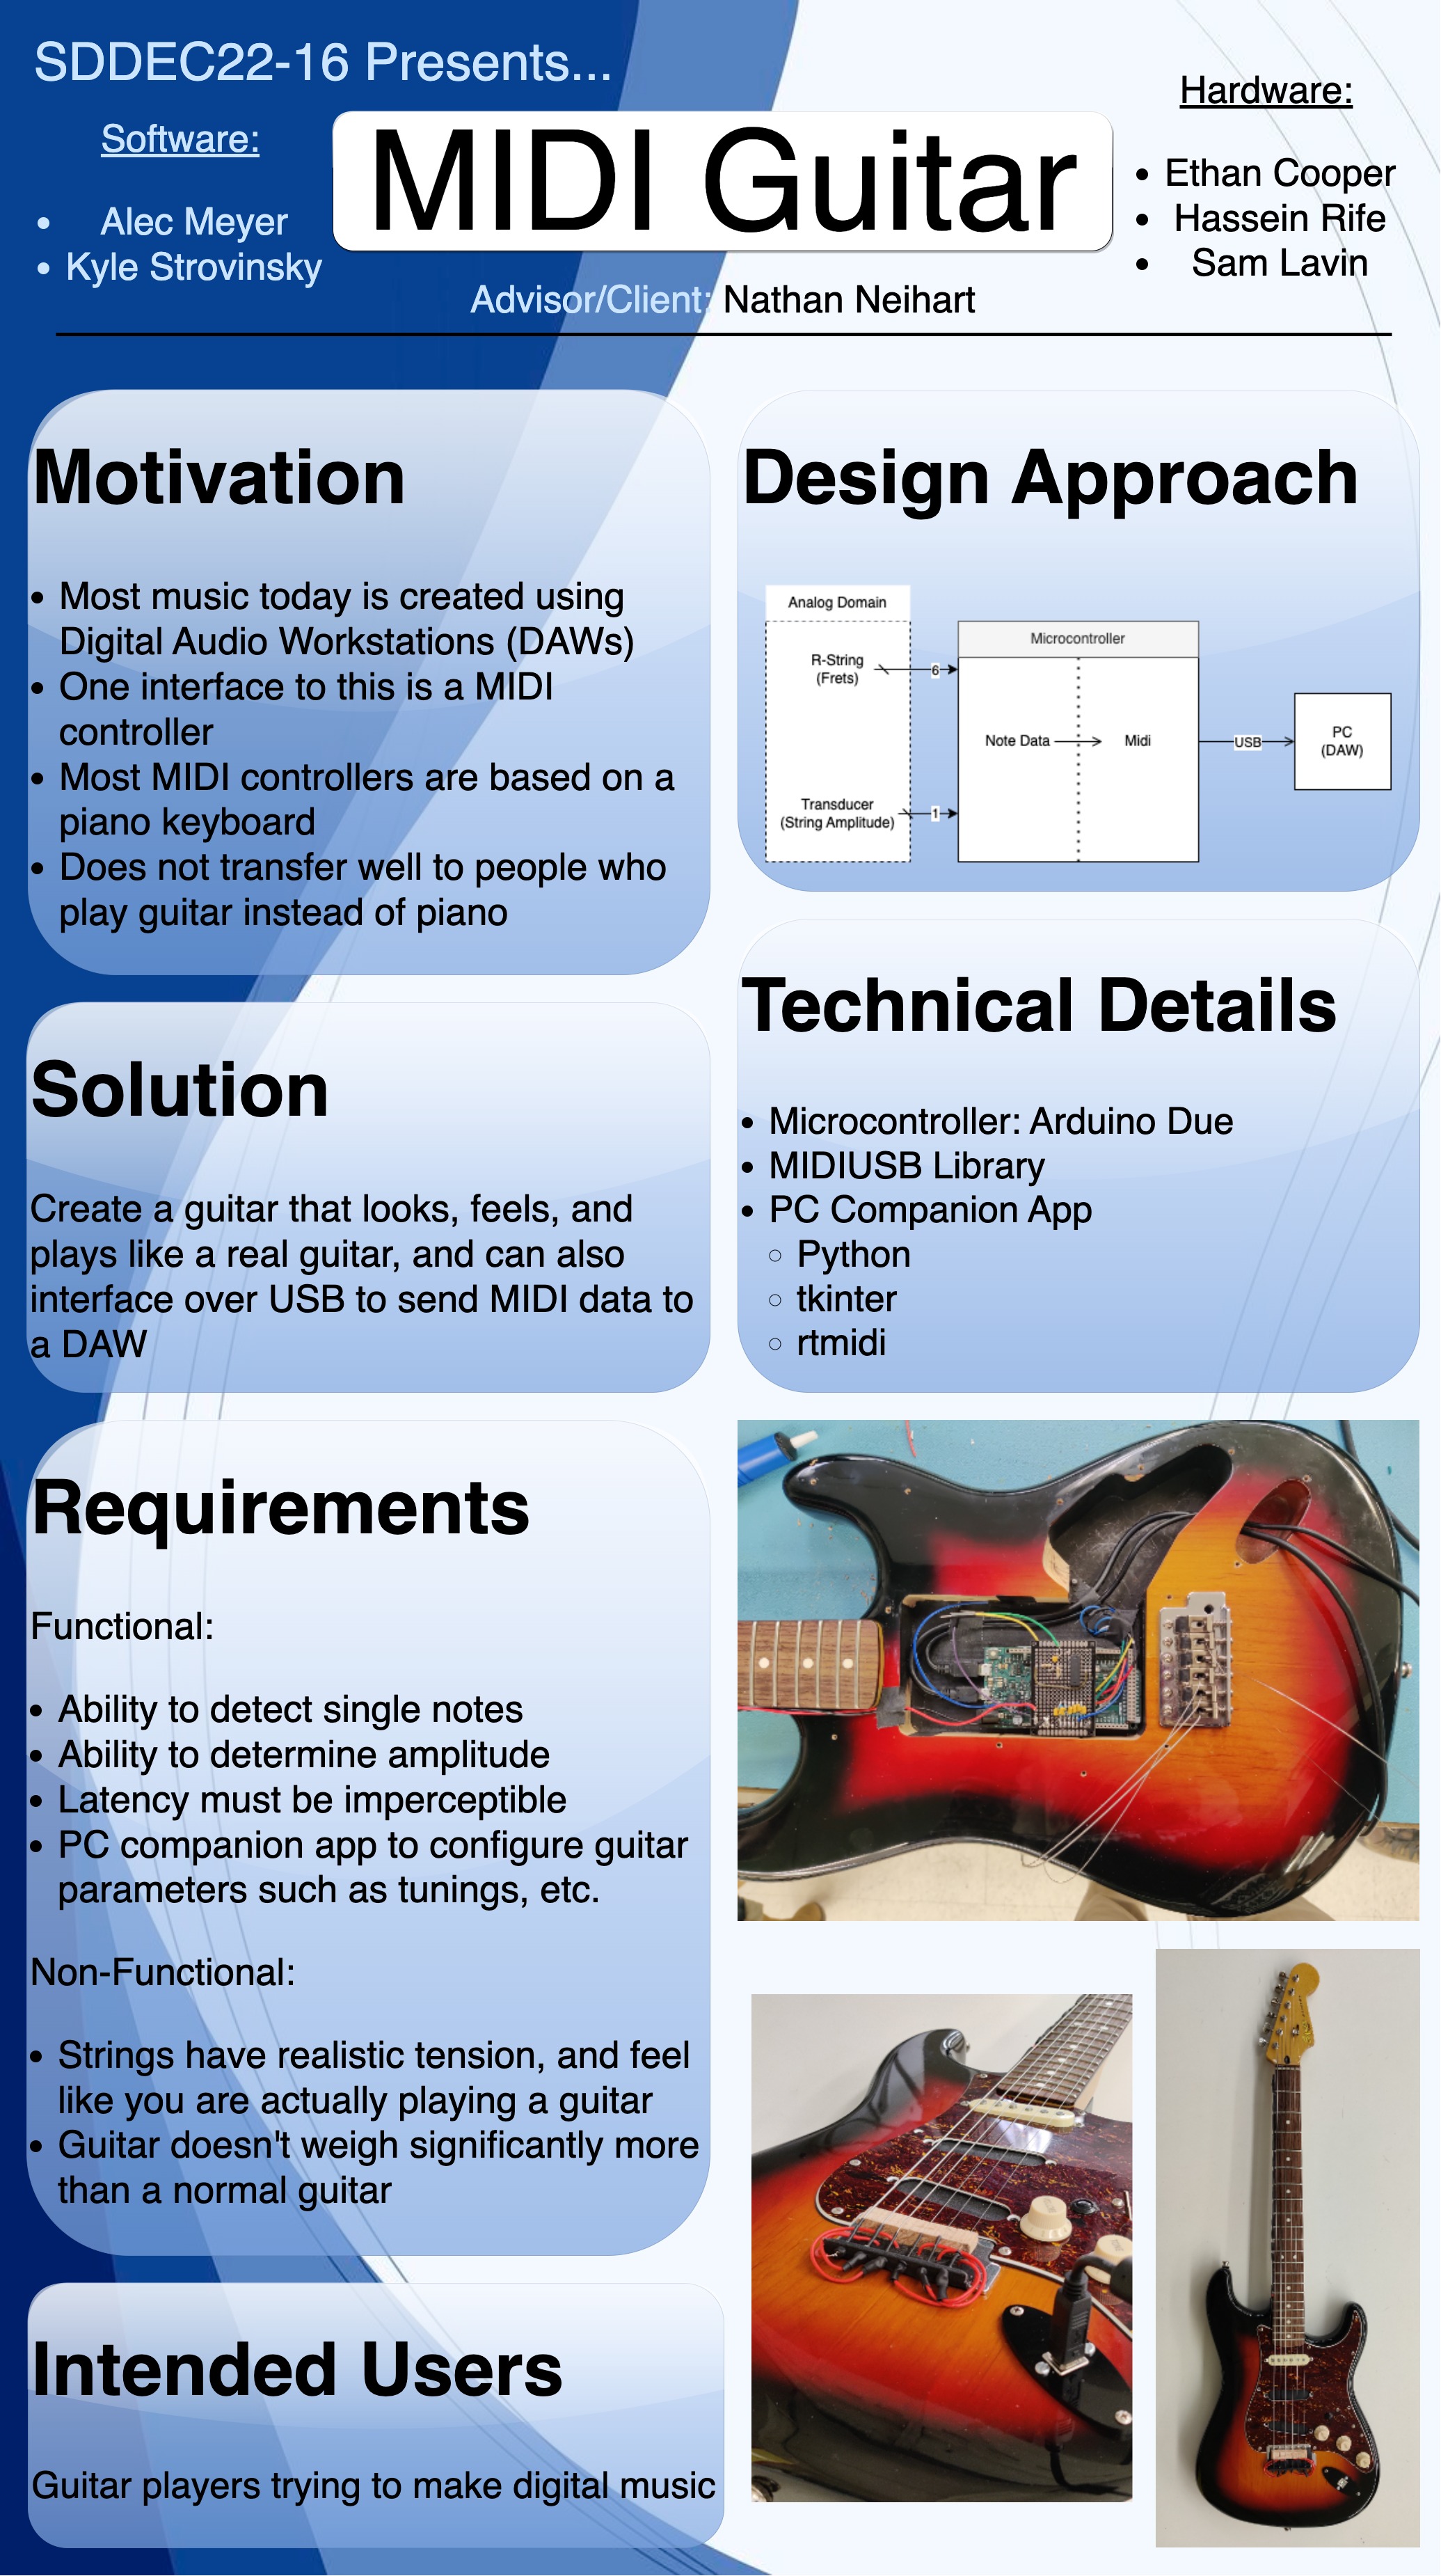 SDDEC22-16 Presents...
Software:
Alec Meyer
Kyle Strovinsky
MIDI Guitar
Advisor/Client: Nathan Neihart
Hardware:
Ethan Cooper
Hassein Rife
Sam Lavin
Motivation
Most music today is created using
Digital Audio Workstations (DAWs)
One interface to this is a MIDI
controller
Most MIDI controllers are based on a
piano keyboard
Does not transfer well to people who
play guitar instead of piano
Solution
Create a guitar that looks, feels, and
plays like a real guitar, and can also
interface over USB to send MIDI data to
a DAW
Requirements
Functional:
Ability to detect single notes
Ability to determine amplitude
Latency must be imperceptible
PC companion app to configure guitar
parameters such as tunings, etc.
Non-Functional:
Strings have realistic tension, and feel
like you are actually playing a guitar
Guitar doesn't weigh significantly more
than a normal guitar
Intended Users
Guitar players trying to make digital music
Design Approach
Analog Domain
R-String
(Frets)
6
Transducer
(String Amplitude)
1
Microcontroller
Note Data
Midi
USB
PC
(DAW)
Technical Details
Microcontroller: Arduino Due
MIDIUSB Library
PC Companion App
Python
tkinter
rtmidi